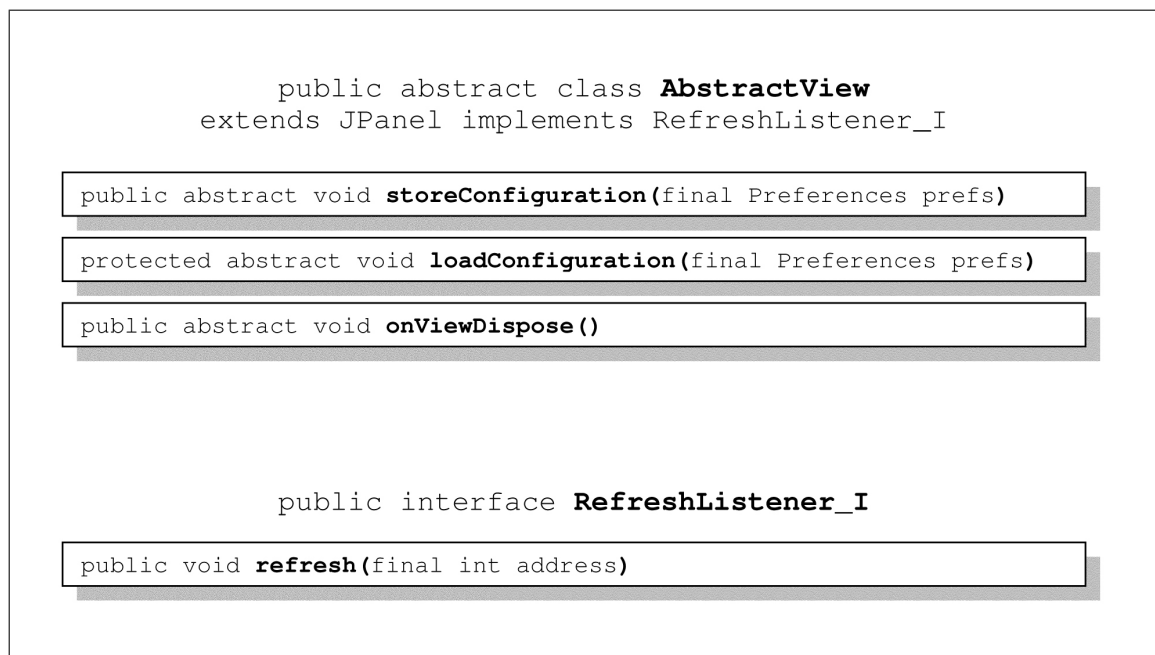 public abstract class AbstractView
extends JPanel implements RefreshListener_I
public abstract void storeConfiguration(final Preferences prefs)
protected abstract void loadConfiguration(final Preferences prefs)
public abstract void onViewDispose()
public interface RefreshListener_I
public void refresh(final int address)